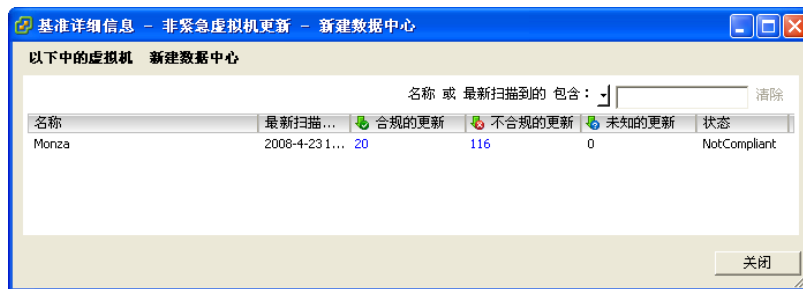 基准详细信息 - 非紧急虚拟机更新 - 新建数据中心
以下中的虚拟机 新建数据中心
名称 或 最新扫描到的 包含： 清除
名称 最新扫描... 合规的更新 不合规的更新 未知的更新 状态
Monza 2008-4-23 1... 20 116 0 NotCompliant
关闭